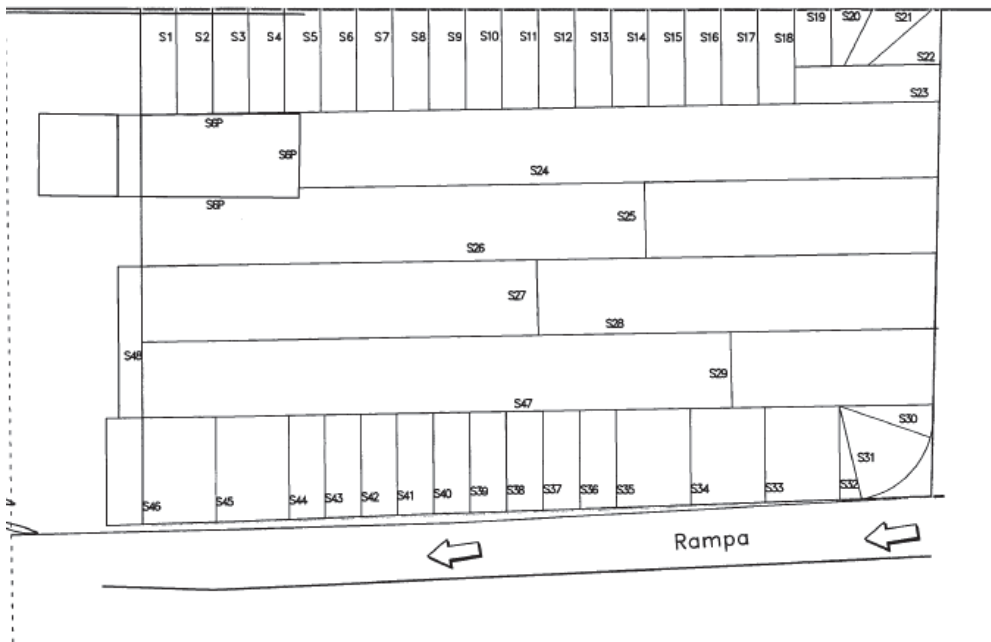 S1 S2 S3 S4 S5 S6 S7 S8 S9 S10 S11 S12 S13 S14 S15 S16 S17 S18 S19 S20 S21
S22
S23
S6P
S6P
S24
S6P
S25
S26
S27
S28
S48
S29
S47
S30
S31
S46 S45 S44 S43 S42 S41 S40 S39 S38 S37 S36 S35 S34 S33 S32
Rampa